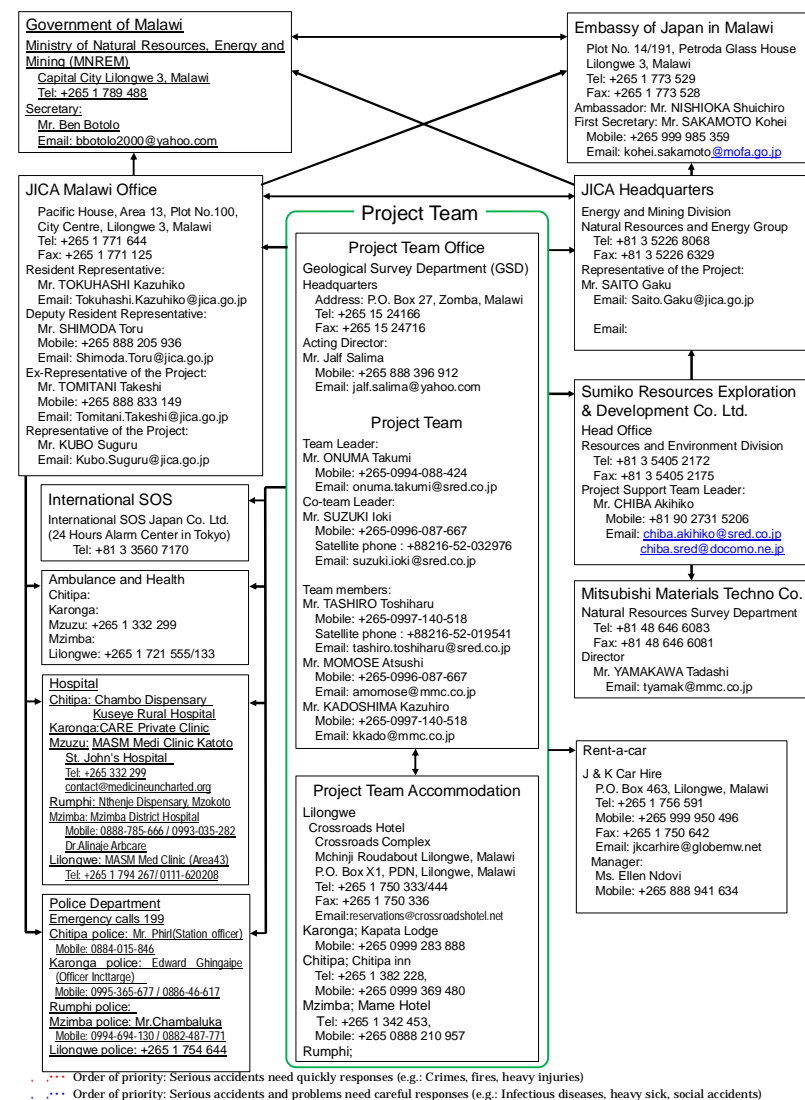 Government of Malawi
Ministry of Natural Resources, Energy and
Mining (MNREM)
Capital City Lilongwe 3, Malawi
Tel: +265 1 789 488
Secretary:
Mr. Ben Botolo
Email: bbotolo2000@yahoo.com
Embassy of Japan in Malawi
Plot No. 14/191, Petroda Glass House
Lilongwe 3, Malawi
Tel: +265 1 773 529
Fax: +265 1 773 528
Ambassador: Mr. NISHIOKA Shuichiro
First Secretary: Mr. SAKAMOTO Kohei
Mobile: +265 999 985 359
Email: kohei.sakamoto@mofa.go.jp
JICA Malawi Office
Pacific House, Area 13, Plot No.100,
City Centre, Lilongwe 3, Malawi
Tel: +265 1 771 644
Fax: +265 1 771 125
Resident Representative:
Mr. TOKUHASHI Kazuhiko
Email: Tokuhashi.Kazuhiko@jica.go.jp
Deputy Resident Representative:
Mr. SHIMODA Toru
Mobile: +265 888 205 936
Email: Shimoda.Toru@jica.go.jp
Ex-Representative of the Project:
Mr. TOMITANI Takeshi
Mobile: +265 888 833 149
Email: Tomitani.Takeshi@jica.go.jp
Representative of the Project:
Mr. KUBO Suguru
Email: Kubo.Suguru@jica.go.jp
International SOS
International SOS Japan Co. Ltd.
(24 Hours Alarm Center in Tokyo)
Tel: +81 3 3560 7170
Ambulance and Health
Chitipa:
Karonga:
Mzuzu: +265 1 332 299
Mzimba:
Lilongwe: +265 1 721 555/133
Hospital
Chitipa: Chambo Dispensary
Kuseye Rural Hospital
Karonga:CARE Private Clinic
Mzuzu: MASM Medi Clinic Katoto
St. John's Hospital
Tel: +265 332 299
contact@medicineuncharted.org
Rumphi: Nthenje Dispensary, Mzokoto
Mzimba: Mzimba District Hospital
Mobile: 0888-785-666 / 0993-035-282
Dr.Alinaje Arbcare
Lilongwe: MASM Med Clinic (Area43)
Tel: +265 1 794 267/ 0111-620208
Police Department
Emergency calls 199
Chitipa police: Mr. Phirl(Station officer)
Mobile: 0884-015-846
Karonga police: Edward Ghingaipe
(Officer Incttarge)
Mobile: 0995-365-677 / 0886-46-617
Rumphi police:
Mzimba police: Mr.Chambaluka
Mobile: 0994-694-130 / 0882-487-771
Lilongwe police: +265 1 754 644
Project Team
Project Team Office
Geological Survey Department (GSD)
Headquarters
Address: P.O. Box 27, Zomba, Malawi
Tel: +265 15 24166
Fax: +265 15 24716
Acting Director:
Mr. Jalf Salima
Mobile: +265 888 396 912
Email: jalf.salima@yahoo.com
Project Team
Team Leader:
Mr. ONUMA Takumi
Mobile: +265-0994-088-424
Email: onuma.takumi@sred.co.jp
Co-team Leader:
Mr. SUZUKI Ioki
Mobile: +265-0996-087-667
Satellite phone : +88216-52-032976
Email: suzuki.ioki@sred.co.jp
Team members:
Mr. TASHIRO Toshiharu
Mobile: +265-0997-140-518
Satellite phone : +88216-52-019541
Email: tashiro.toshiharu@sred.co.jp
Mr. MOMOSE Atsushi
Mobile: +265-0996-087-667
Email: amomose@mmc.co.jp
Mr. KADOSHIMA Kazuhiro
Mobile: +265-0997-140-518
Email: kkado@mmc.co.jp
Project Team Accommodation
Lilongwe
Crossroads Hotel
Crossroads Complex
Mchinji Roudabout Lilongwe, Malawi
P.O. Box X1, PDN, Lilongwe, Malawi
Tel: +265 1 750 333/444
Fax: +265 1 750 336
Email:reservations@crossroadshotel.net
Karonga; Kapata Lodge
Mobile: +265 0999 283 888
Chitipa; Chitipa inn
Tel: +265 1 382 228,
Mobile: +265 0999 369 480
Mzimba; Mame Hotel
Tel: +265 1 342 453,
Mobile: +265 0888 210 957
Rumphi;
JICA Headquarters
Energy and Mining Division
Natural Resources and Energy Group
Tel: +81 3 5226 8068
Fax: +81 3 5226 6329
Representative of the Project:
Mr. SAITO Gaku
Email: Saito.Gaku@jica.go.jp
Email:
Sumiko Resources Exploration
& Development Co. Ltd.
Head Office
Resources and Environment Division
Tel: +81 3 5405 2172
Fax: +81 3 5405 2175
Project Support Team Leader:
Mr. CHIBA Akihiko
Mobile: +81 90 2731 5206
Email: chiba.akihiko@sred.co.jp
chiba.sred@docomo.ne.jp
Mitsubishi Materials Techno Co.
Natural Resources Survey Department
Tel: +81 48 646 6083
Fax: +81 48 646 6081
Director
Mr. YAMAKAWA Tadashi
Email: tyamak@mmc.co.jp
Rent-a-car
J & K Car Hire
P.O. Box 463, Lilongwe, Malawi
Tel: +265 1 756 591
Mobile: +265 999 950 496
Fax: +265 1 750 642
Email: jkcarhire@globemw.net
Manager:
Ms. Ellen Ndovi
Mobile: +265 888 941 634
, ,··· Order of priority: Serious accidents need quickly responses (e.g.: Crimes, fires, heavy injuries)
, ,··· Order of priority: Serious accidents and problems need careful responses (e.g.: Infectious diseases, heavy sick, social accidents)